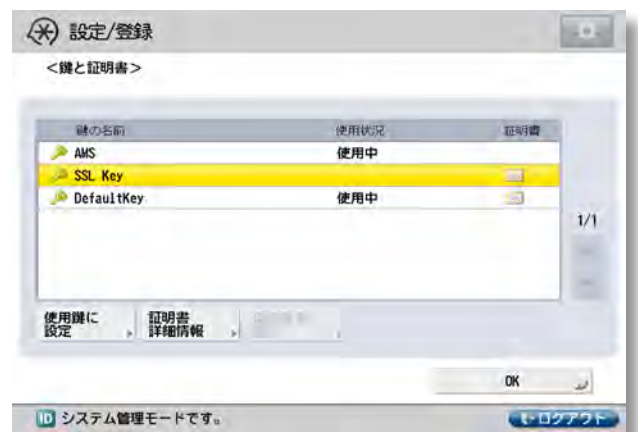 設定/登録
<鍵と証明書>
鍵の名前 使用状況 証明書
AMS 使用中
SSL Key
DefaultKey 使用中
1/1
使用鍵に
設定
証明書
詳細情報
OK
ID システム管理モードです。 ログアウト